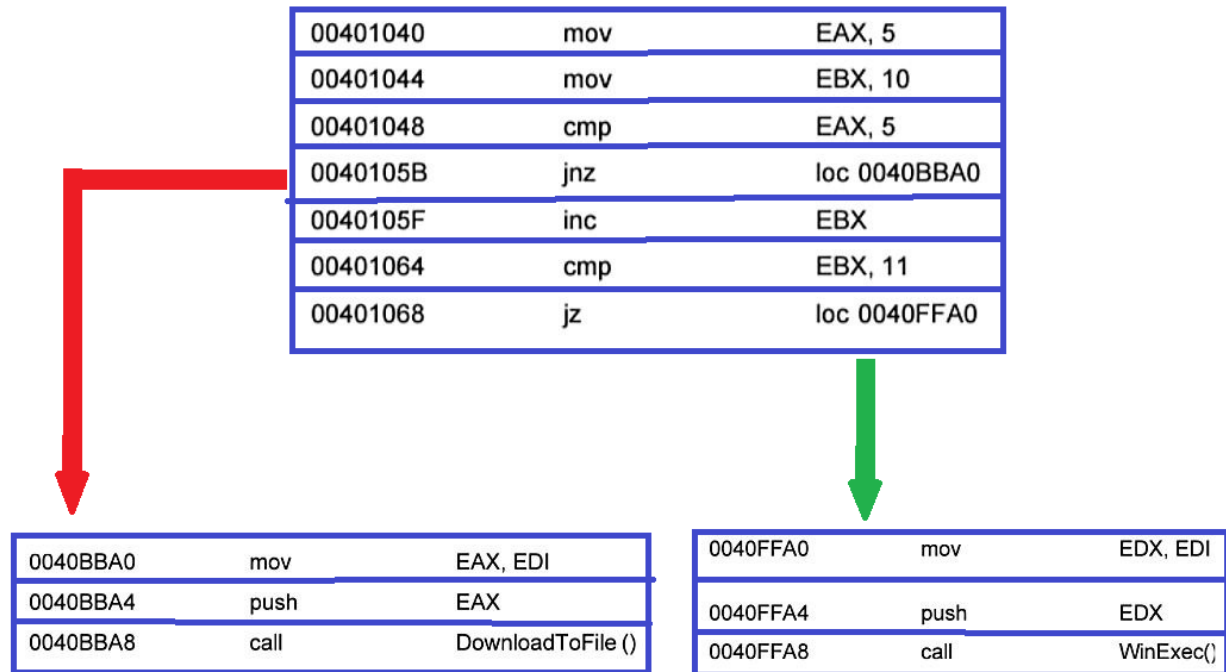 00401040 mov EAX, 5
00401044 mov EBX, 10
00401048 cmp EAX, 5
0040105B jnz loc 0040BBA0
0040105F inc EBX
00401064 cmp EBX, 11
00401068 jz loc 0040FFA0
0040BBA0 mov EAX, EDI
0040BBA4 push EAX
0040BBA8 call DownloadToFile ()
0040FFA0 mov EDX, EDI
0040FFA4 push EDX
0040FFA8 call WinExec()